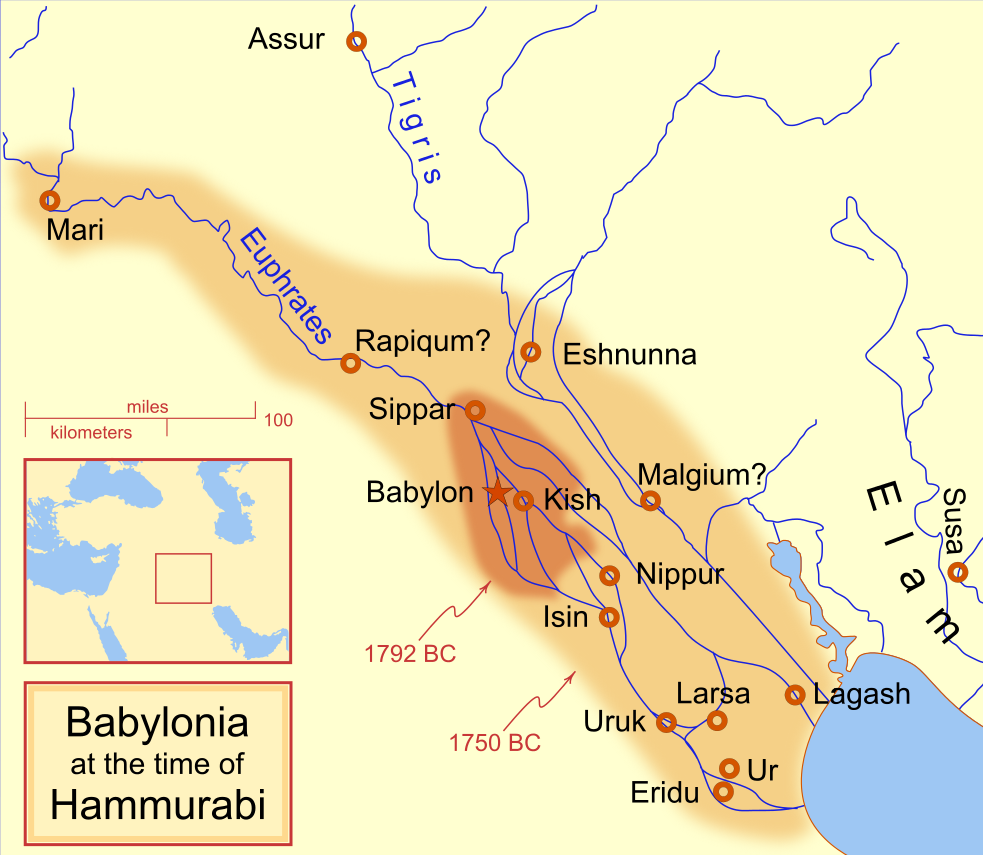 Assur
Tigris
Mari
Euphrates
Rapiqum?
Eshnunna
Sippar
miles
100
kilometers
Malgium?
Babylon
Kish
Elam
Susa
Nippur
Isin
1792 BC
Larsa
Lagash
Uruk
1750 BC
Ur
Eridu
Babylonia
at the time of
Hammurabi